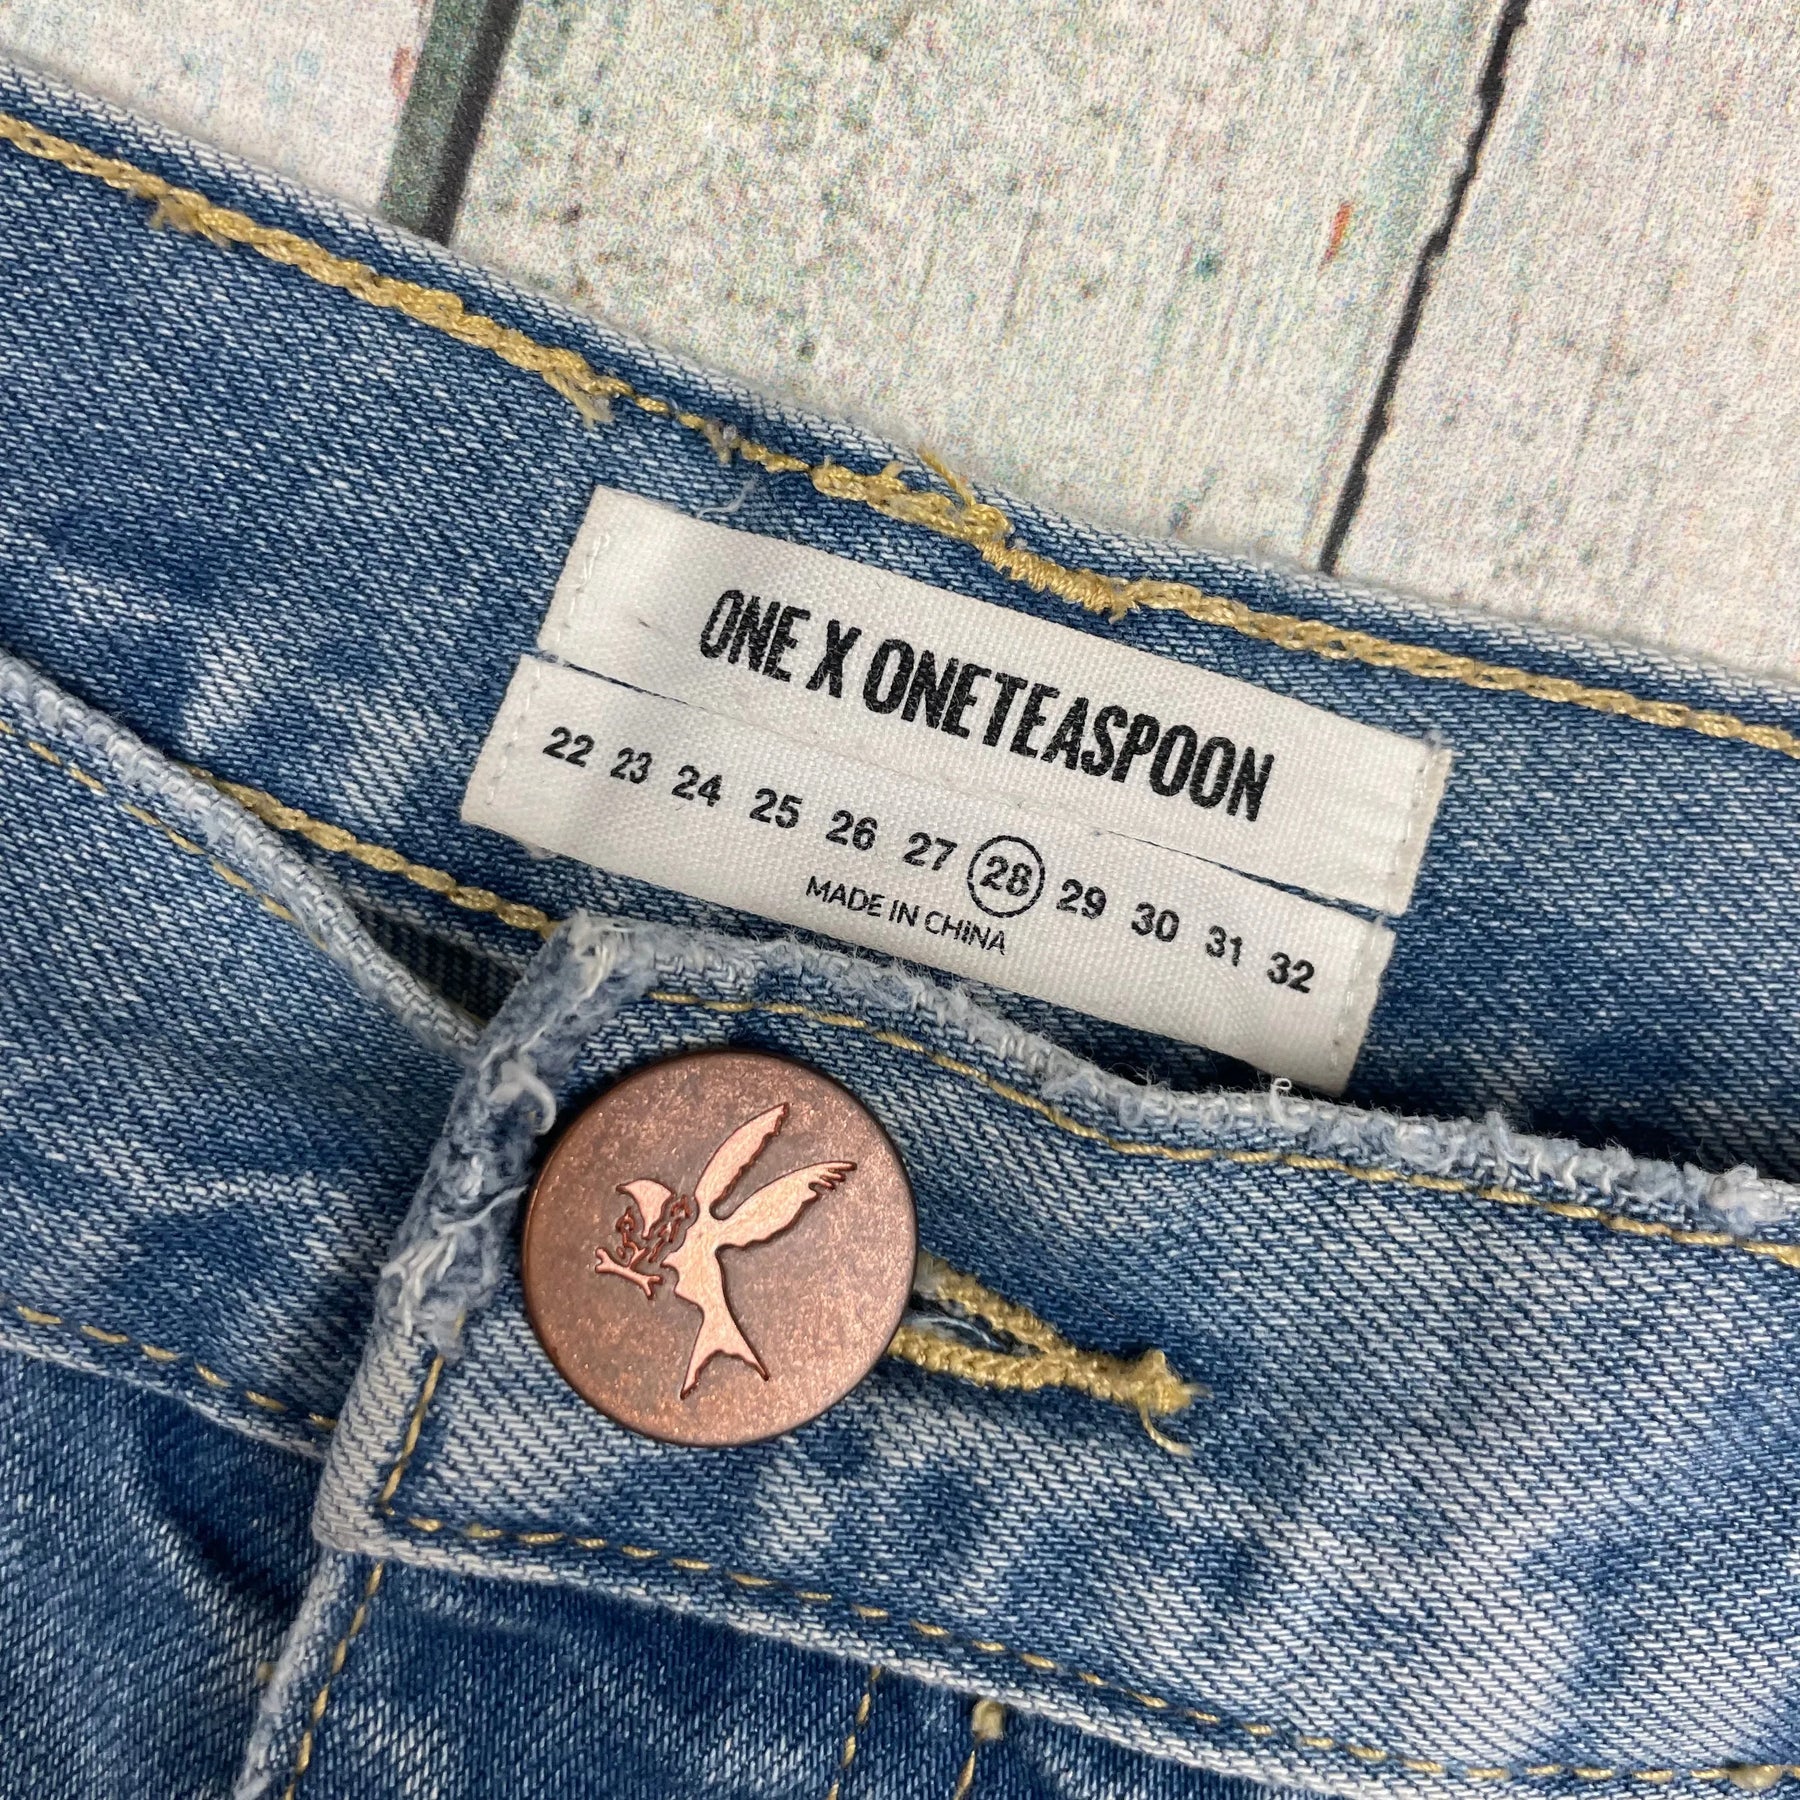 ONE X ONETEASPOON
22 23 24 25 26 27 28 29 30 31 32
MADE IN CHINA